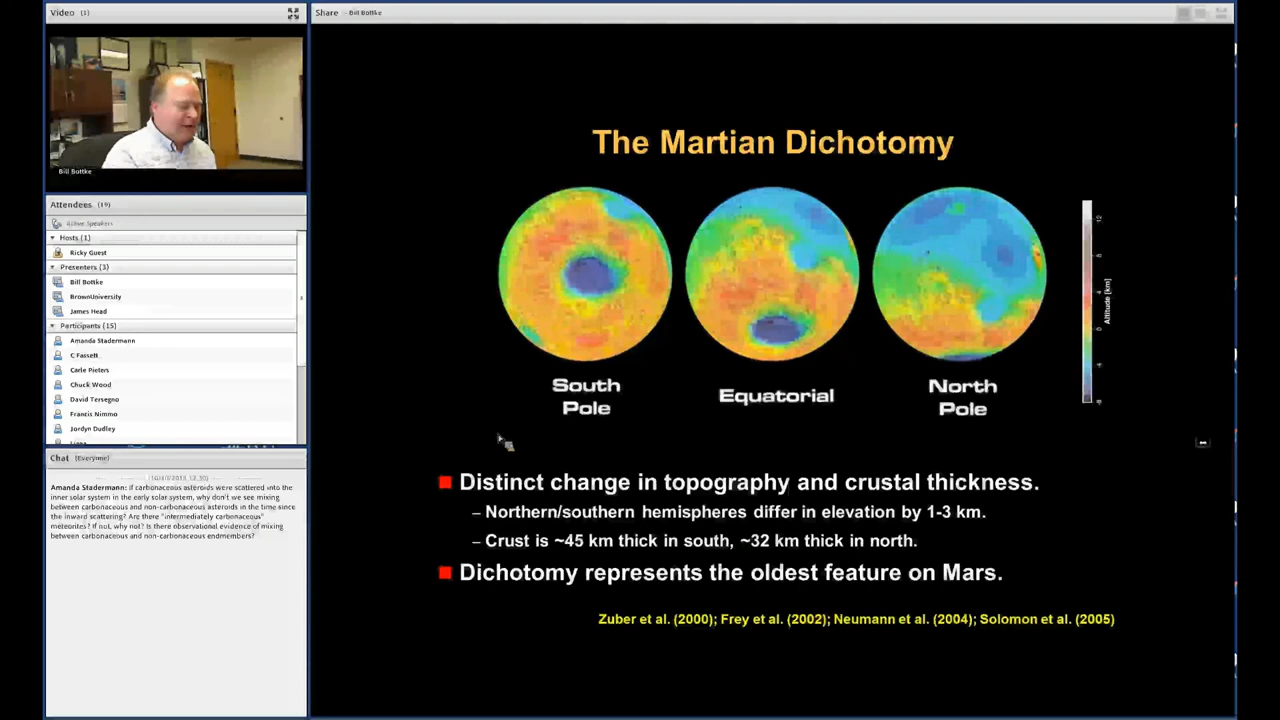 Video (1)
Bill Bottke
Attendees (19)
Active Speakers
Hosts (1)
Ricky Guest
Presenters (3)
Bill Bottke
BrownUniversity
James Head
Participants (15)
Amanda Stadermann
C Fassett
Carle Pieters
Chuck Wood
David Tersegno
Francis Nimmo
Jordyn Dudley
Chat (Everyone)
Amanda Stadermann: If carbonaceous asteroids were scattered into the
inner solar system in the early solar system, why don't we see mixing
between carbonaceous and non-carbonaceous asteroids in the time since
the inward scattering? Are there "intermediately carbonaceous"
meteorites? If not, why not? Is there observational evidence of mixing
between carbonaceous and non-carbonaceous endmembers?
Share - Bill Bottke
The Martian Dichotomy
South
Pole
Equatorial
North
Pole
Altitude [km]
Distinct change in topography and crustal thickness.
– Northern/southern hemispheres differ in elevation by 1-3 km.
– Crust is ~45 km thick in south, ~32 km thick in north.
Dichotomy represents the oldest feature on Mars.
Zuber et al. (2000); Frey et al. (2002); Neumann et al. (2004); Solomon et al. (2005)